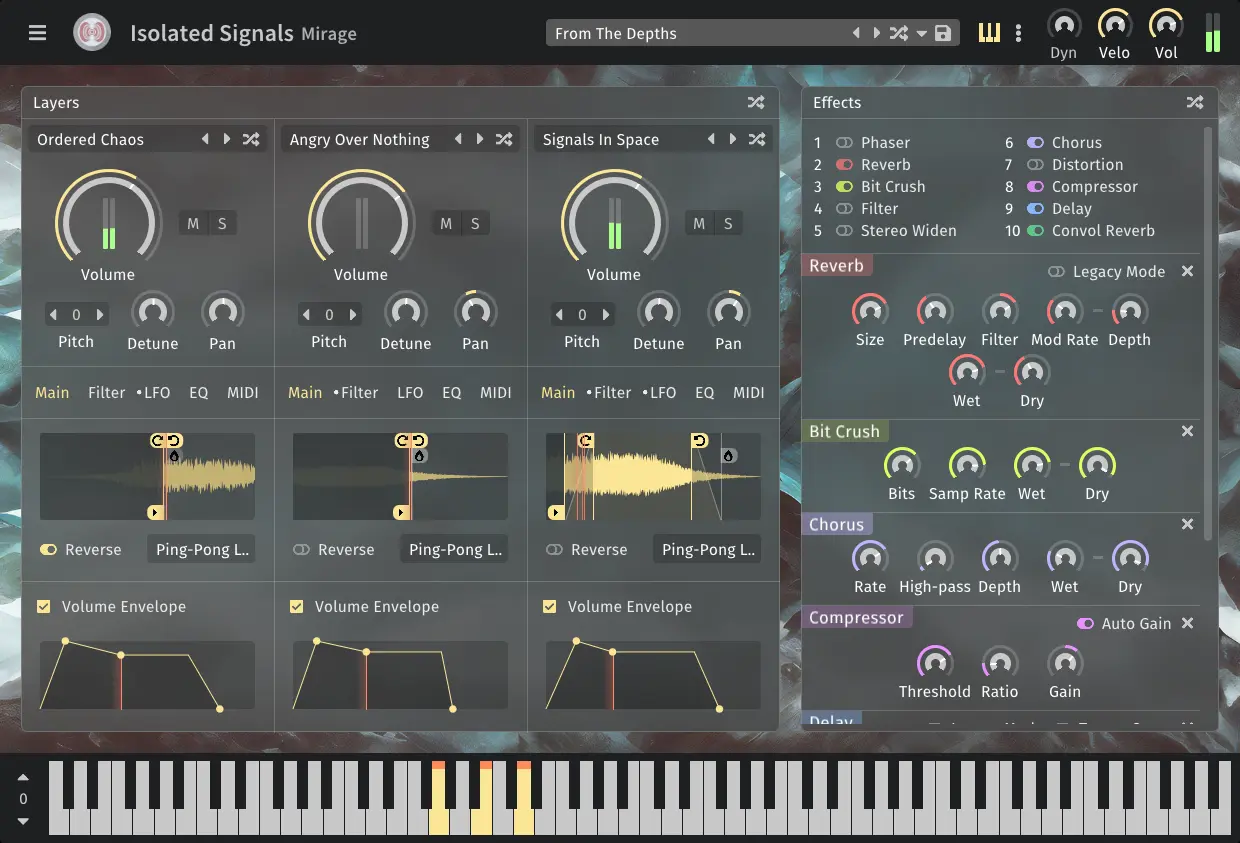 Isolated Signals Mirage
From The Depths
Dyn Velo Vol
Layers
Ordered Chaos
Angry Over Nothing
Signals In Space
M S
M S
M S
Volume
Volume
Volume
0
0
0
Pitch Detune Pan
Pitch Detune Pan
Pitch Detune Pan
Main Filter •LFO EQ MIDI
Main •Filter LFO EQ MIDI
Main •Filter •LFO EQ MIDI
Reverse Ping-Pong L..
Reverse Ping-Pong L..
Reverse Ping-Pong L..
Volume Envelope
Volume Envelope
Volume Envelope
Effects
1 Phaser
2 Reverb
3 Bit Crush
4 Filter
5 Stereo Widen
6 Chorus
7 Distortion
8 Compressor
9 Delay
10 Convol Reverb
Reverb
Legacy Mode
Size Predelay Filter Mod Rate Depth
Wet Dry
Bit Crush
Bits Samp Rate Wet Dry
Chorus
Rate High-pass Depth Wet Dry
Compressor
Auto Gain
Threshold Ratio Gain
Delay
0